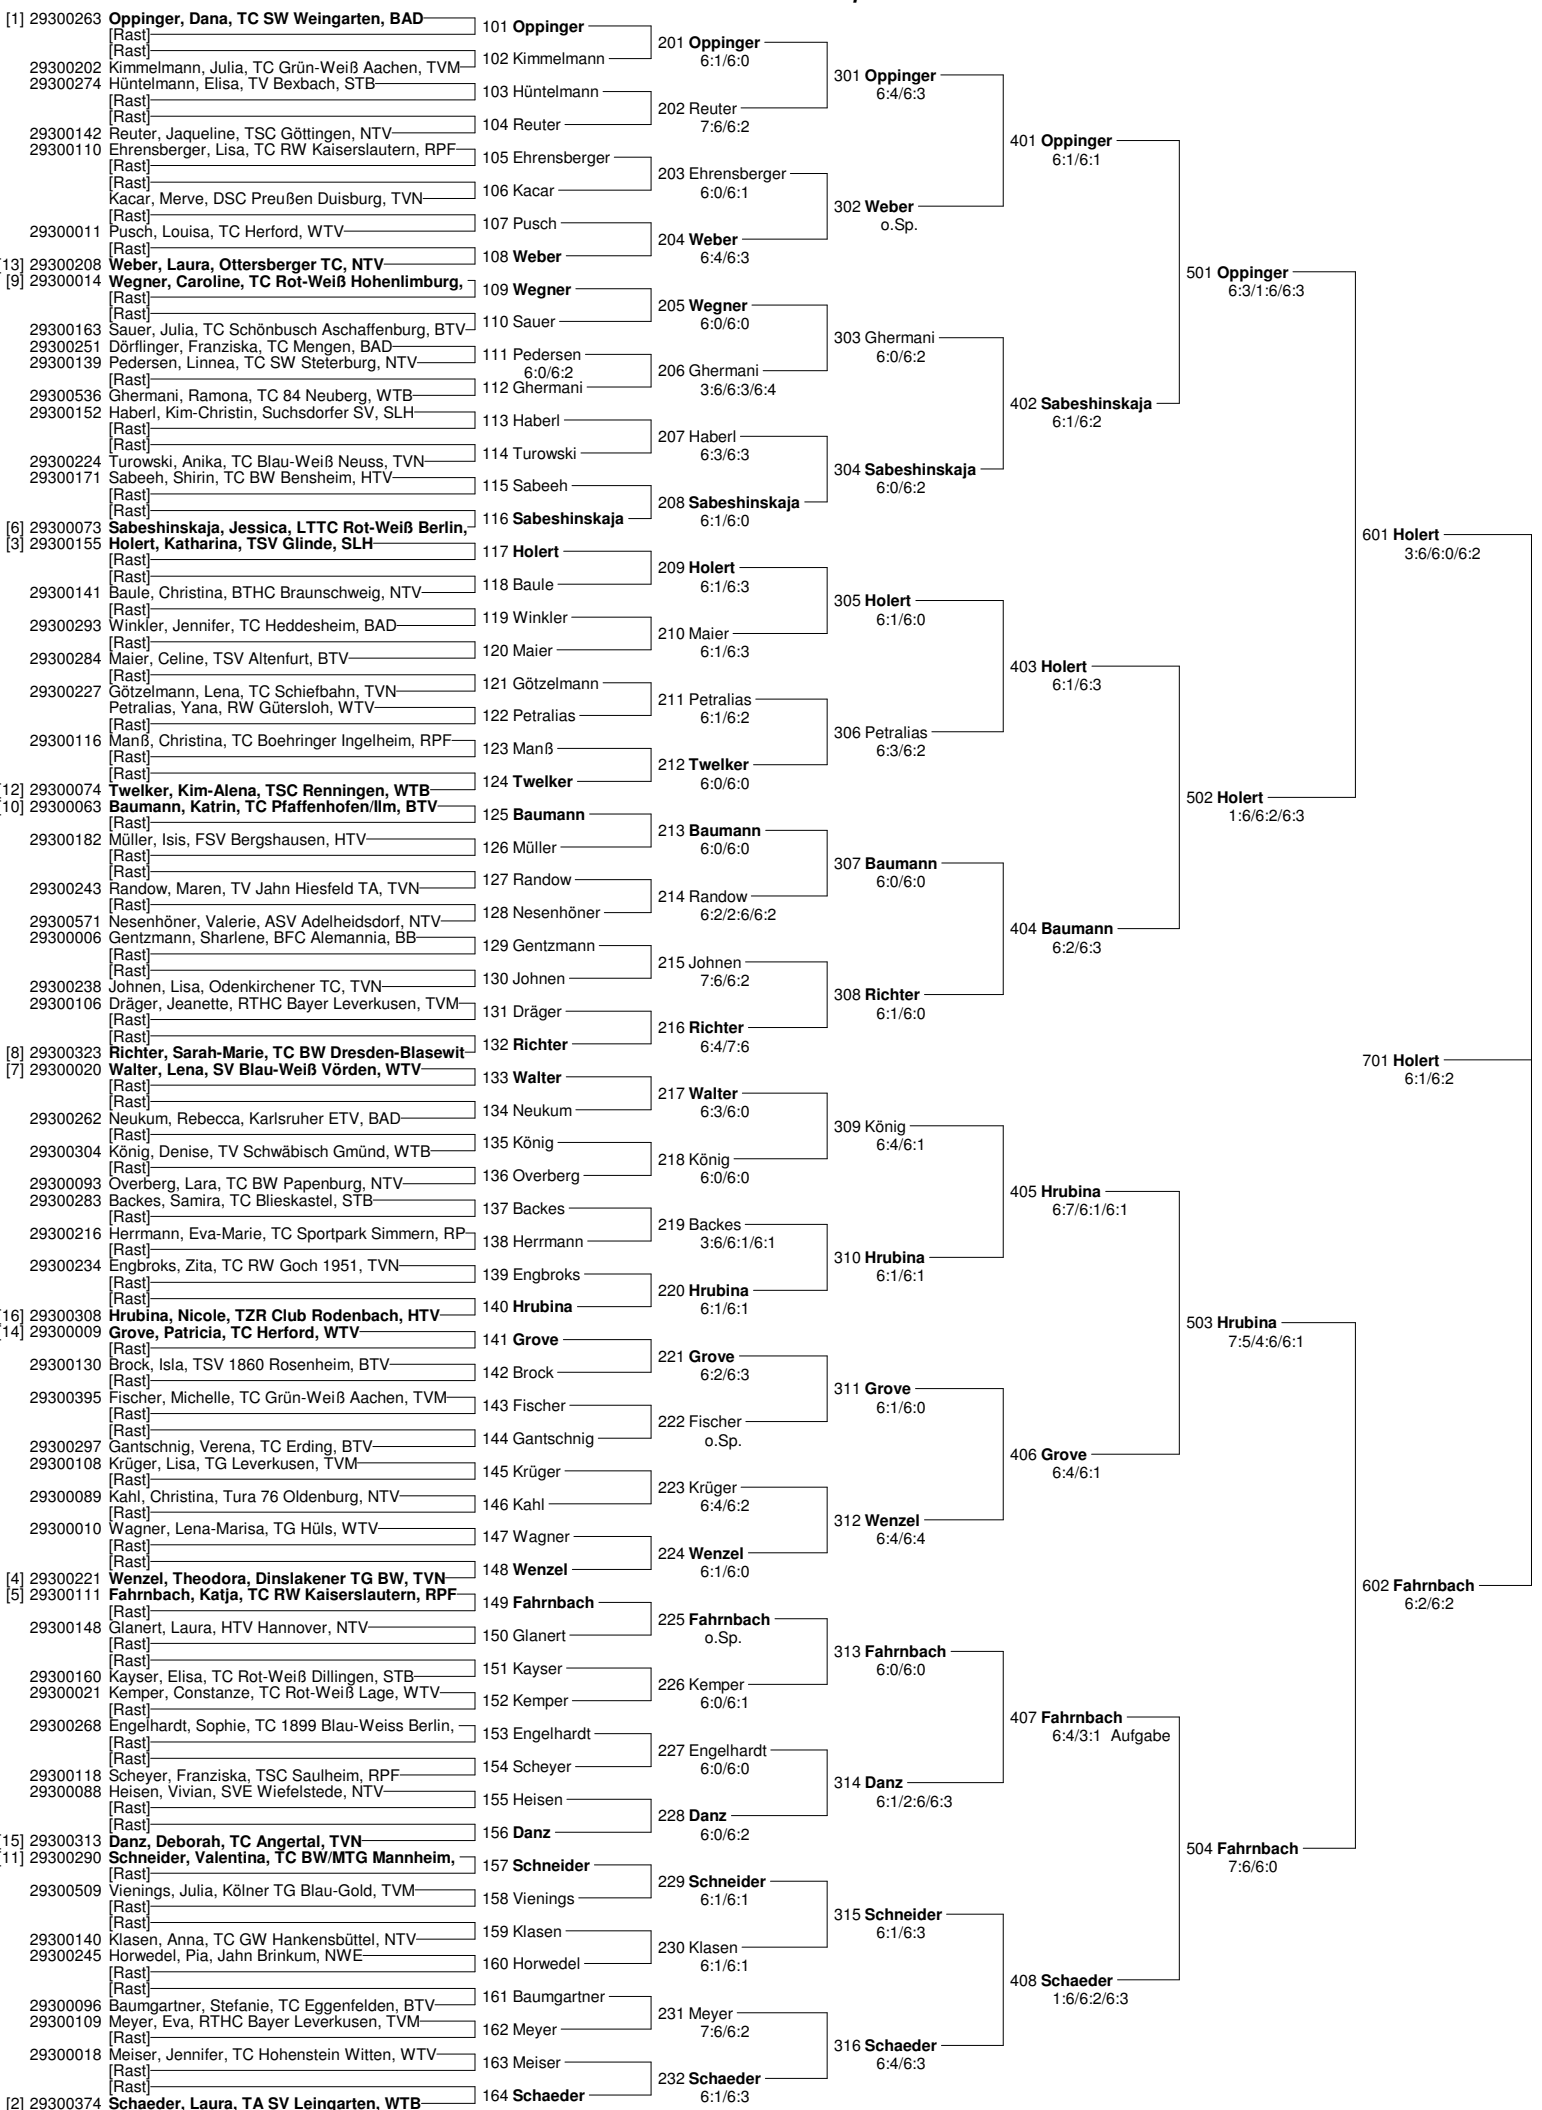 [1] 29300263 Oppinger, Dana, TC SW Weingarten, BAD
[Rast]
[Rast]
29300202 Kimmelmann, Julia, TC Grün-Weiß Aachen, TVM
29300274 Hüntelmann, Elisa, TV Bexbach, STB
[Rast]
[Rast]
29300142 Reuter, Jaqueline, TSC Göttingen, NTV
29300110 Ehrensberger, Lisa, TC RW Kaiserslautern, RPF
[Rast]
[Rast]
Kacar, Merve, DSC Preußen Duisburg, TVN
[Rast]
29300011 Pusch, Louisa, TC Herford, WTV
[Rast]
13] 29300208 Weber, Laura, Ottersberger TC, NTV
[9] 29300014 Wegner, Caroline, TC Rot-Weiß Hohenlimburg,
[Rast]
[Rast]
29300163 Sauer, Julia, TC Schönbusch Aschaffenburg, BTV
29300251 Dörflinger, Franziska, TC Mengen, BAD
29300139 Pedersen, Linnea, TC SW Steterburg, NTV
[Rast]
29300536 Ghermani, Ramona, TC 84 Neuberg, WTB
29300152 Haberl, Kim-Christin, Suchsdorfer SV, SLH
[Rast]
[Rast]
29300224 Turowski, Anika, TC Blau-Weiß Neuss, TVN
29300171 Sabeeh, Shirin, TC BW Bensheim, HTV
[Rast]
[Rast]
[6] 29300073 Sabeshinskaja, Jessica, LTTC Rot-Weiß Berlin,
[3] 29300155 Holert, Katharina, TSV Glinde, SLH
[Rast]
[Rast]
29300141 Baule, Christina, BTHC Braunschweig, NTV
[Rast]
29300293 Winkler, Jennifer, TC Heddesheim, BAD
[Rast]
29300284 Maier, Celine, TSV Altenfurt, BTV
[Rast]
29300227 Götzelmann, Lena, TC Schiefbahn, TVN
Petralias, Yana, RW Gütersloh, WTV
[Rast]
29300116 Manß, Christina, TC Boehringer Ingelheim, RPF
[Rast]
[Rast]
12] 29300074 Twelker, Kim-Alena, TSC Renningen, WTB
10] 29300063 Baumann, Katrin, TC Pfaffenhofen/Ilm, BTV
[Rast]
29300182 Müller, Isis, FSV Bergshausen, HTV
[Rast]
[Rast]
29300243 Randow, Maren, TV Jahn Hiesfeld TA, TVN
[Rast]
29300571 Nesenhöner, Valerie, ASV Adelheidsdorf, NTV
29300006 Gentzmann, Sharlene, BFC Alemannia, BB
[Rast]
[Rast]
29300238 Johnen, Lisa, Odenkirchener TC, TVN
29300106 Dräger, Jeanette, RTHC Bayer Leverkusen, TVM
[Rast]
[Rast]
[8] 29300323 Richter, Sarah-Marie, TC BW Dresden-Blasewit
[7] 29300020 Walter, Lena, SV Blau-Weiß Vörden, WTV
[Rast]
[Rast]
29300262 Neukum, Rebecca, Karlsruher ETV, BAD
[Rast]
29300304 König, Denise, TV Schwäbisch Gmünd, WTB
[Rast]
29300093 Overberg, Lara, TC BW Papenburg, NTV
29300283 Backes, Samira, TC Blieskastel, STB
[Rast]
29300216 Herrmann, Eva-Marie, TC Sportpark Simmern, RP
[Rast]
29300234 Engbroks, Zita, TC RW Goch 1951, TVN
[Rast]
[Rast]
16] 29300308 Hrubina, Nicole, TZR Club Rodenbach, HTV
14] 29300009 Grove, Patricia, TC Herford, WTV
[Rast]
29300130 Brock, Isla, TSV 1860 Rosenheim, BTV
[Rast]
29300395 Fischer, Michelle, TC Grün-Weiß Aachen, TVM
[Rast]
[Rast]
29300297 Gantschnig, Verena, TC Erding, BTV
29300108 Krüger, Lisa, TG Leverkusen, TVM
[Rast]
29300089 Kahl, Christina, Tura 76 Oldenburg, NTV
[Rast]
29300010 Wagner, Lena-Marisa, TG Hüls, WTV
[Rast]
[Rast]
[4] 29300221 Wenzel, Theodora, Dinslakener TG BW, TVN
[5] 29300111 Fahrnbach, Katja, TC RW Kaiserslautern, RPF
[Rast]
29300148 Glanert, Laura, HTV Hannover, NTV
[Rast]
[Rast]
29300160 Kayser, Elisa, TC Rot-Weiß Dillingen, STB
29300021 Kemper, Constanze, TC Rot-Weiß Lage, WTV
[Rast]
29300268 Engelhardt, Sophie, TC 1899 Blau-Weiss Berlin,
[Rast]
[Rast]
29300118 Scheyer, Franziska, TSC Saulheim, RPF
29300088 Heisen, Vivian, SVE Wiefelstede, NTV
[Rast]
[Rast]
15] 29300313 Danz, Deborah, TC Angertal, TVN
11] 29300290 Schneider, Valentina, TC BW/MTG Mannheim,
[Rast]
29300509 Vienings, Julia, Kölner TG Blau-Gold, TVM
[Rast]
[Rast]
29300140 Klasen, Anna, TC GW Hankensbüttel, NTV
29300245 Horwedel, Pia, Jahn Brinkum, NWE
[Rast]
[Rast]
29300096 Baumgartner, Stefanie, TC Eggenfelden, BTV
29300109 Meyer, Eva, RTHC Bayer Leverkusen, TVM
[Rast]
29300018 Meiser, Jennifer, TC Hohenstein Witten, WTV
[Rast]
[Rast]
[2] 29300374 Schaeder, Laura, TA SV Leingarten, WTB
101 Oppinger
102 Kimmelmann
103 Hüntelmann
104 Reuter
105 Ehrensberger
106 Kacar
107 Pusch
108 Weber
109 Wegner
110 Sauer
111 Pedersen
6:0/6:2
112 Ghermani
113 Haberl
114 Turowski
115 Sabeeh
116 Sabeshinskaja
117 Holert
118 Baule
119 Winkler
120 Maier
121 Götzelmann
122 Petralias
123 Manß
124 Twelker
125 Baumann
126 Müller
127 Randow
128 Nesenhöner
129 Gentzmann
130 Johnen
131 Dräger
132 Richter
133 Walter
134 Neukum
135 König
136 Overberg
137 Backes
138 Herrmann
139 Engbroks
140 Hrubina
141 Grove
142 Brock
143 Fischer
144 Gantschnig
145 Krüger
146 Kahl
147 Wagner
148 Wenzel
149 Fahrnbach
150 Glanert
151 Kayser
152 Kemper
153 Engelhardt
154 Scheyer
155 Heisen
156 Danz
157 Schneider
158 Vienings
159 Klasen
160 Horwedel
161 Baumgartner
162 Meyer
163 Meiser
164 Schaeder
201 Oppinger
6:1/6:0
202 Reuter
7:6/6:2
203 Ehrensberger
6:0/6:1
204 Weber
6:4/6:3
205 Wegner
6:0/6:0
206 Ghermani
3:6/6:3/6:4
207 Haberl
6:3/6:3
208 Sabeshinskaja
6:1/6:0
209 Holert
6:1/6:3
210 Maier
6:1/6:3
211 Petralias
6:1/6:2
212 Twelker
6:0/6:0
213 Baumann
6:0/6:0
214 Randow
6:2/2:6/6:2
215 Johnen
7:6/6:2
216 Richter
6:4/7:6
217 Walter
6:3/6:0
218 König
6:0/6:0
219 Backes
3:6/6:1/6:1
220 Hrubina
6:1/6:1
221 Grove
6:2/6:3
222 Fischer
o.Sp.
223 Krüger
6:4/6:2
224 Wenzel
6:1/6:0
225 Fahrnbach
o.Sp.
226 Kemper
6:0/6:1
227 Engelhardt
6:0/6:0
228 Danz
6:0/6:2
229 Schneider
6:1/6:1
230 Klasen
6:1/6:1
231 Meyer
7:6/6:2
232 Schaeder
6:1/6:3
301 Oppinger
6:4/6:3
302 Weber
o.Sp.
303 Ghermani
6:0/6:2
304 Sabeshinskaja
6:0/6:2
305 Holert
6:1/6:0
306 Petralias
6:3/6:2
307 Baumann
6:0/6:0
308 Richter
6:1/6:0
309 König
6:4/6:1
310 Hrubina
6:1/6:1
311 Grove
6:1/6:0
312 Wenzel
6:4/6:4
313 Fahrnbach
6:0/6:0
314 Danz
6:1/2:6/6:3
315 Schneider
6:1/6:3
316 Schaeder
6:4/6:3
401 Oppinger
6:1/6:1
402 Sabeshinskaja
6:1/6:2
403 Holert
6:1/6:3
404 Baumann
6:2/6:3
405 Hrubina
6:7/6:1/6:1
406 Grove
6:4/6:1
407 Fahrnbach
6:4/3:1 Aufgabe
408 Schaeder
1:6/6:2/6:3
501 Oppinger
6:3/1:6/6:3
502 Holert
1:6/6:2/6:3
503 Hrubina
7:5/4:6/6:1
504 Fahrnbach
7:6/6:0
601 Holert
3:6/6:0/6:2
602 Fahrnbach
6:2/6:2
701 Holert
6:1/6:2